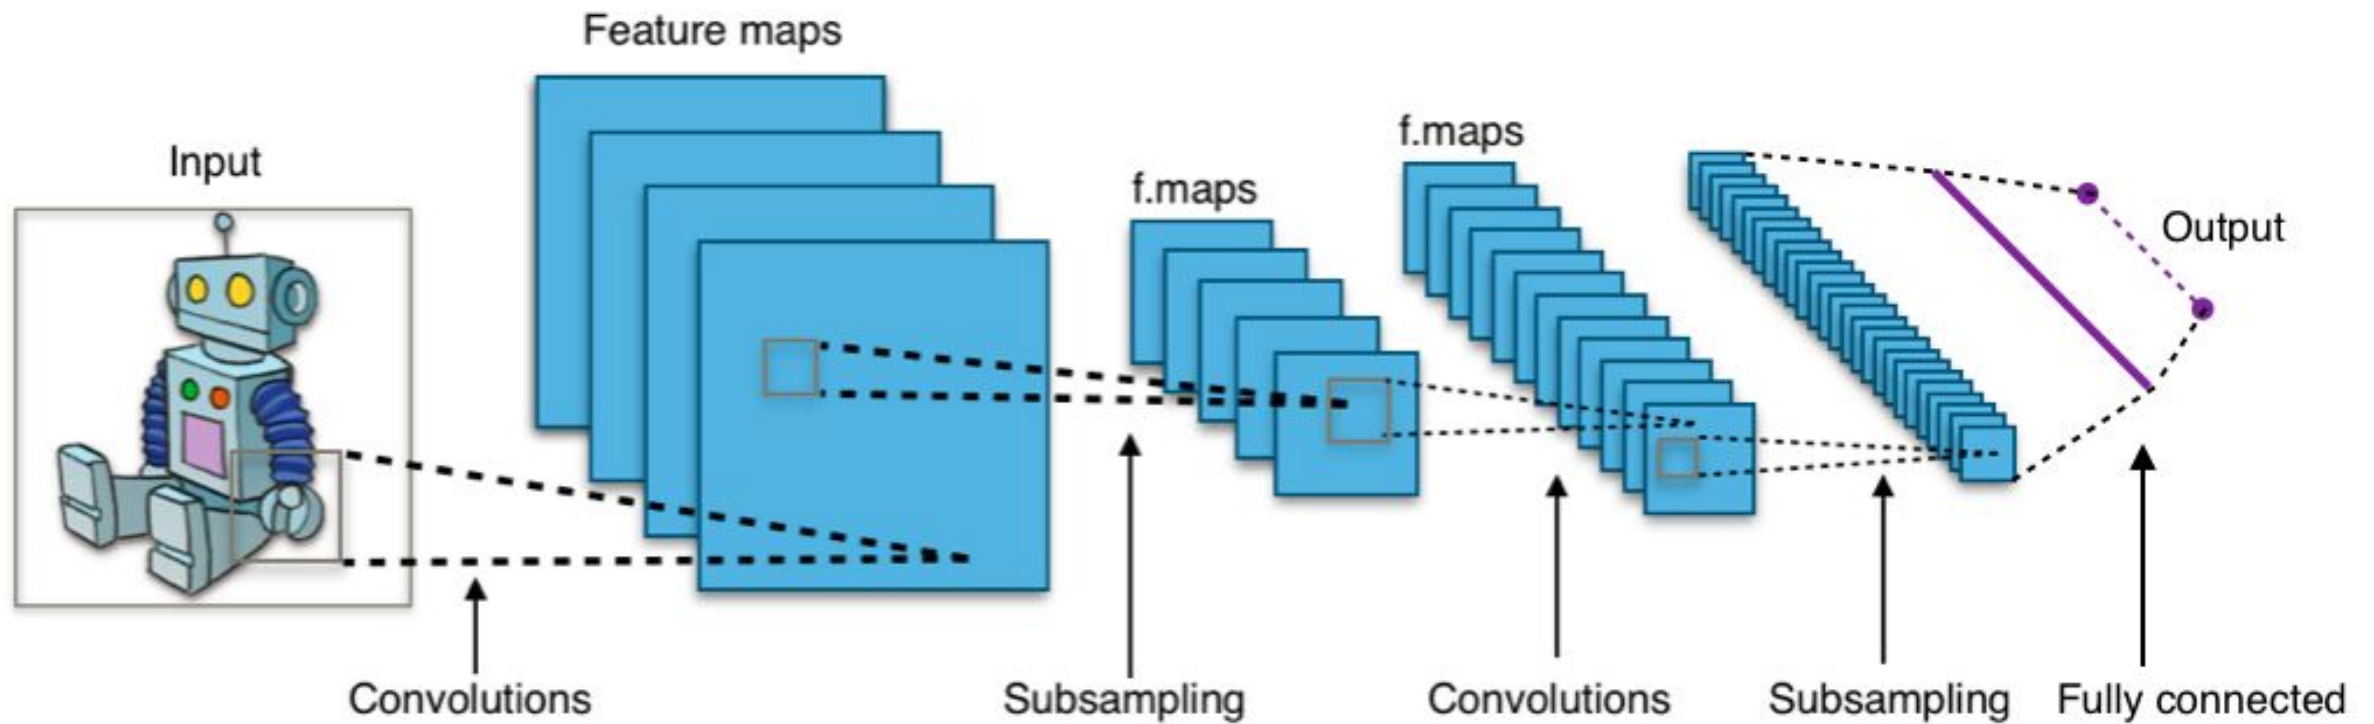 Feature maps
f.maps
Input
f.maps
Output
Convolutions
Subsampling
Convolutions
Subsampling
Fully connected